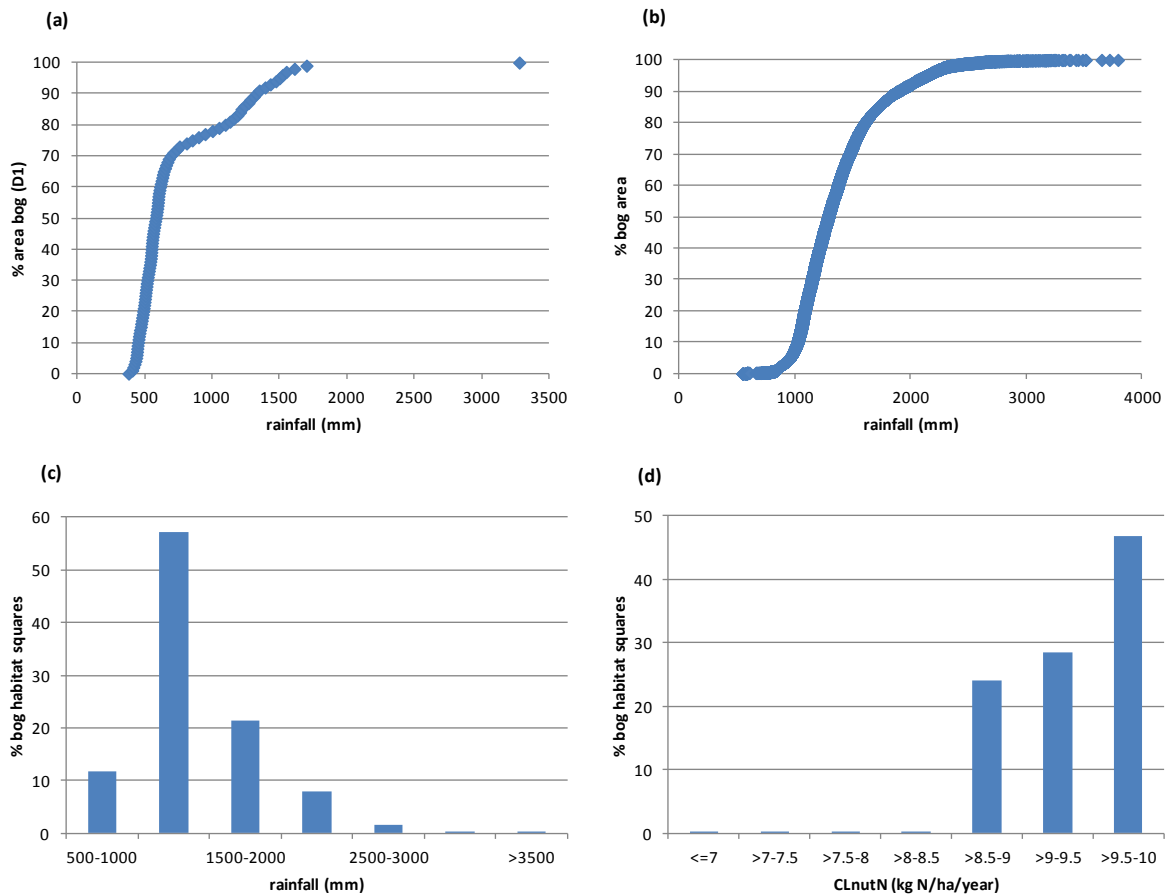 (a)
% area bog (D1)
100
90
80
70
60
50
40
30
20
10
0
0 500 1000 1500 2000 2500 3000 3500
rainfall (mm)
(b)
% bog area
100
90
80
70
60
50
40
30
20
10
0
0 1000 2000 3000 4000
rainfall (mm)
(c)
% bog habitat squares
60
50
40
30
20
10
0
500-1000 1500-2000 2500-3000 >3500
rainfall (mm)
(d)
% bog habitat squares
50
40
30
20
10
0
<=7 >7-7.5 >7.5-8 >8-8.5 >8.5-9 >9-9.5 >9.5-10
CLnutN (kg N/ha/year)